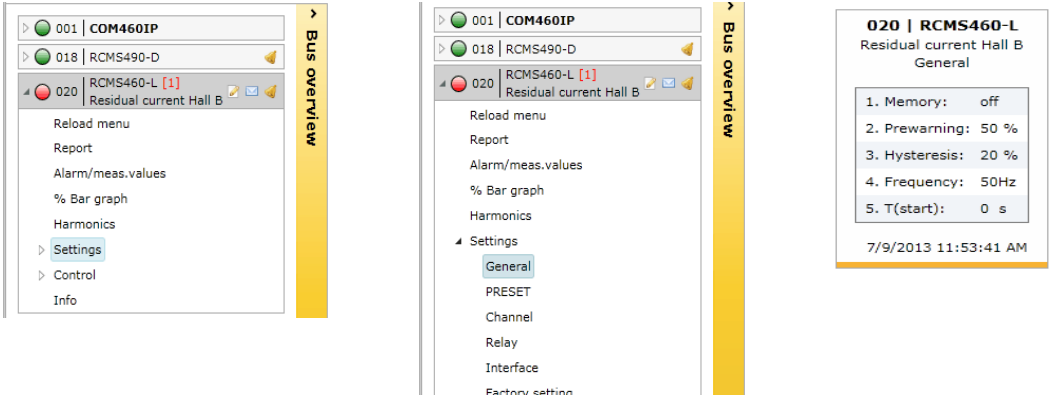 001 COM460IP
018 RCMS490-D
020 RCMS460-L [1]
Residual current Hall B
Reload menu
Report
Alarm/meas.values
% Bar graph
Harmonics
Settings
Control
Info
Bus overview
001 COM460IP
018 RCMS490-D
020 RCMS460-L [1]
Residual current Hall B
Reload menu
Report
Alarm/meas.values
% Bar graph
Harmonics
Settings
General
PRESET
Channel
Relay
Interface
Factory setting
Bus overview
020 | RCMS460-L
Residual current Hall B
General
1. Memory: off
2. Prewarning: 50 %
3. Hysteresis: 20 %
4. Frequency: 50Hz
5. T(start): 0 s
7/9/2013 11:53:41 AM